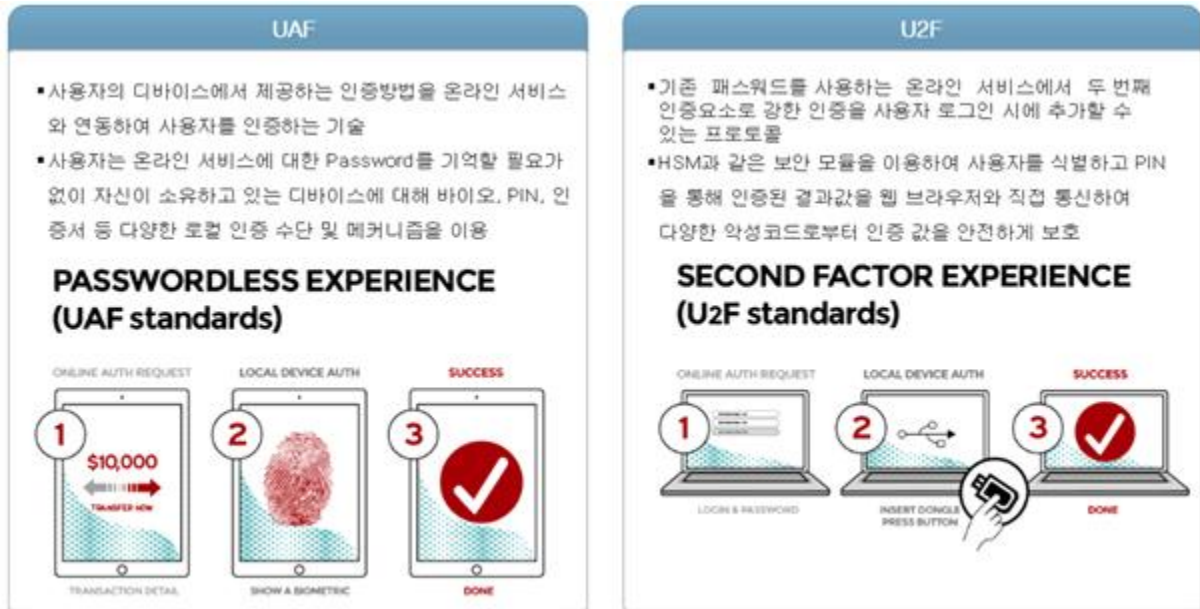 UAF
▪사용자의 디바이스에서 제공하는 인증방법을 온라인 서비스
와 연동하여 사용자를 인증하는 기술
▪사용자는 온라인 서비스에 대한 Password를 기억할 필요가
없이 자신이 소유하고 있는 디바이스에 대해 바이오, PIN, 인
증서 등 다양한 로컬 인증 수단 및 메커니즘을 이용
PASSWORDLESS EXPERIENCE
(UAF standards)
ONLINE AUTH REQUEST
LOCAL DEVICE AUTH
SUCCESS
1
2
3
$10,000
TRANSFER NOW
TRANSACTION DETAIL
SHOW A BIOMETRIC
DONE
U2F
▪기존 패스워드를 사용하는 온라인 서비스에서 두 번째
인증요소로 강한 인증을 사용자 로그인 시에 추가할 수
있는 프로토콜
▪HSM과 같은 보안 모듈을 이용하여 사용자를 식별하고 PIN
을 통해 인증된 결과값을 웹 브라우저와 직접 통신하여
다양한 악성코드로부터 인증 값을 안전하게 보호
SECOND FACTOR EXPERIENCE
(U2F standards)
ONLINE AUTH REQUEST
LOCAL DEVICE AUTH
SUCCESS
1
2
3
LOGIN & PASSWORD
INSERT DONGLE
PRESS BUTTON
DONE